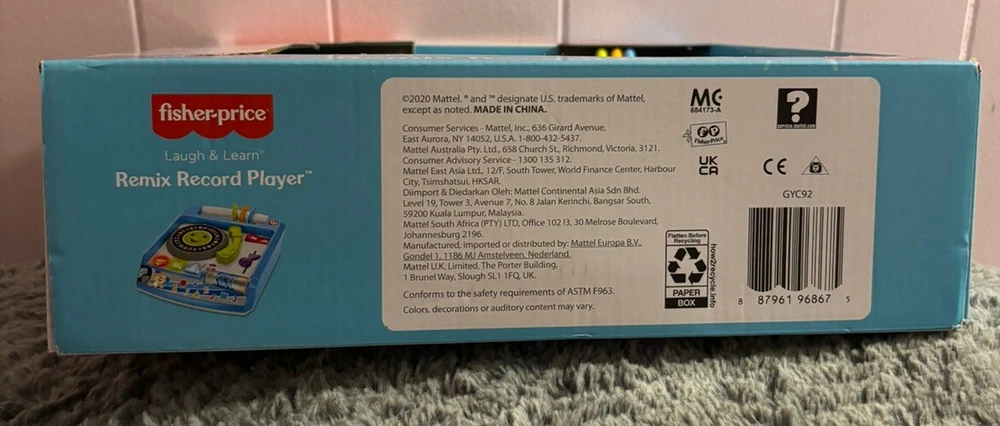 fisher-price®
Laugh & Learn®
Remix Record Player™
©2020 Mattel. ® and ™ designate U.S. trademarks of Mattel,
except as noted. MADE IN CHINA.
Consumer Services - Mattel, Inc., 636 Girard Avenue,
East Aurora, NY 14052, U.S.A. 1-800-432-5437.
Mattel Australia Pty. Ltd., 658 Church St., Richmond, Victoria, 3121.
Consumer Advisory Service - 1300 135 312.
Mattel East Asia Ltd., 12/F, South Tower, World Finance Center, Harbour
City, Tsimshatsui, HKSAR.
Diimport & Diedarkan Oleh: Mattel Continental Asia Sdn Bhd.
Level 19, Tower 3, Avenue 7, No. 8 Jalan Kerinchi, Bangsar South,
59200 Kuala Lumpur, Malaysia.
Mattel South Africa (PTY) LTD, Office 102 I3, 30 Melrose Boulevard,
Johannesburg 2196.
Manufactured, imported or distributed by: Mattel Europa B.V.,
Gondel 1, 1186 MJ Amstelveen, Nederland.
Mattel U.K. Limited, The Porter Building,
1 Brunel Way, Slough SL1 1FQ, UK.
Conforms to the safety requirements of ASTM F963.
Colors, decorations or auditory content may vary.
MC
684173-A
?
service.mattel.com
FP
Fisher-Price
UK
CA
CE
GYC92
Flatten Before
Recycling
PAPER
BOX
how2recycle.info
8 87961 96867 5